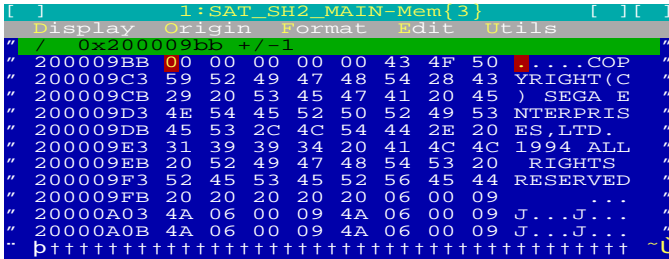 [ ] 1:SAT_SH2_MAIN-Mem{3} [ ][ ]
Display Origin Format Edit Utils
" / 0x200009bb +/-1 "
" 200009BB 00 00 00 00 00 43 4F 50 .....COP "
" 200009C3 59 52 49 47 48 54 28 43 YRIGHT(C "
" 200009CB 29 20 53 45 47 41 20 45 ) SEGA E "
" 200009D3 4E 54 45 52 50 52 49 53 NTERPRIS "
" 200009DB 45 53 2C 4C 54 44 2E 20 ES,LTD. "
" 200009E3 31 39 39 34 20 41 4C 4C 1994 ALL "
" 200009EB 20 52 49 47 48 54 53 20 RIGHTS "
" 200009F3 52 45 53 45 52 56 45 44 RESERVED "
" 200009FB 20 20 20 20 20 06 00 09 ... "
" 20000A03 4A 06 00 09 4A 06 00 09 J...J... "
" 20000A0B 4A 06 00 09 4A 06 00 09 J...J... "